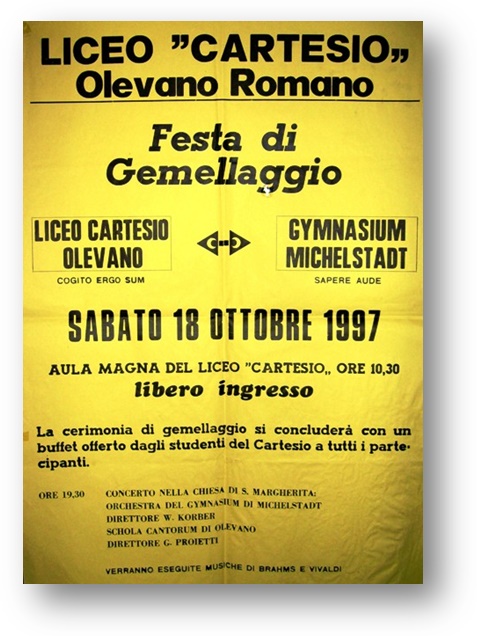 LICEO "CARTESIO„
Olevano Romano
Festa di
Gemellaggio
LICEO CARTESIO
OLEVANO
COGITO ERGO SUM
GYMNASIUM
MICHELSTADT
SAPERE AUDE
SABATO 18 OTTOBRE 1997
AULA MAGNA DEL LICEO "CARTESIO„ ORE 10,30
libero ingresso
La cerimonia di gemellaggio si concluderà con un
buffet offerto dagli studenti del Cartesio a tutti i parte-
cipanti.
ORE 19,30 CONCERTO NELLA CHIESA DI S. MARGHERITA:
ORCHESTRA DEL GYMNASIUM DI MICHELSTADT
DIRETTORE W. KORBER
SCHOLA CANTORUM DI OLEVANO
DIRETTORE G. PROIETTI
VERRANNO ESEGUITE MUSICHE DI BRAHMS E VIVALDI